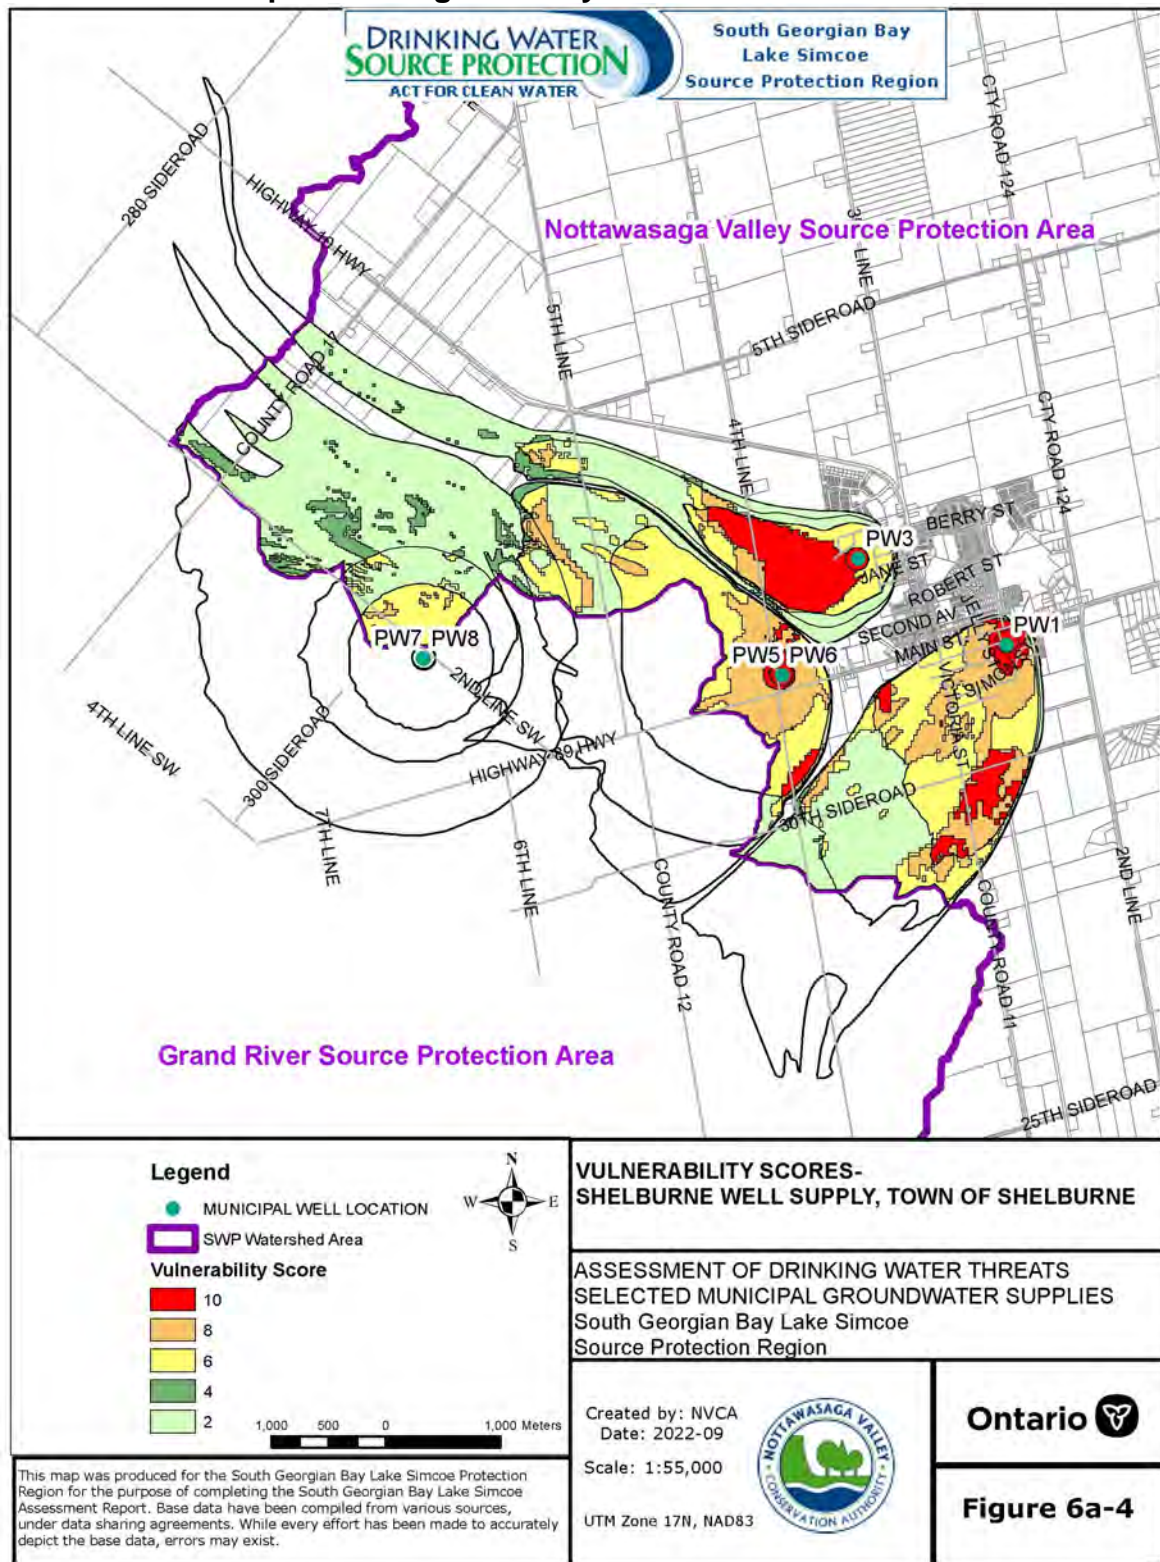 DRINKING WATER
SOURCE PROTECTION
ACT FOR CLEAN WATER
South Georgian Bay
Lake Simcoe
Source Protection Region
280 SIDEROAD
HIGHWAY 10 HWY
CTY ROAD 124
Nottawasaga Valley Source Protection Area
LINE
5TH LINE
5TH SIDEROAD
COUNTY ROAD 17
4TH LINE
CTY ROAD 124
BERRY ST
PW3
JANE ST
ROBERT ST
SECOND AV
JELLY ST
PW1
MAIN ST
PW7 PW8
PW5 PW6
VICTORIA ST
2ND LINE SW
4TH LINE SW
300 SIDEROAD
HIGHWAY 89 HWY
30TH SIDEROAD
7TH LINE
6TH LINE
COUNTY ROAD 12
2ND LINE
COUNTY ROAD 11
Grand River Source Protection Area
25TH SIDEROAD
Legend
MUNICIPAL WELL LOCATION
SWP Watershed Area
Vulnerability Score
10
8
6
4
2
N
W E
S
1,000 500 0 1,000 Meters
VULNERABILITY SCORES-
SHELBURNE WELL SUPPLY, TOWN OF SHELBURNE
ASSESSMENT OF DRINKING WATER THREATS
SELECTED MUNICIPAL GROUNDWATER SUPPLIES
South Georgian Bay Lake Simcoe
Source Protection Region
Created by: NVCA
Date: 2022-09
Scale: 1:55,000
UTM Zone 17N, NAD83
NOTTAWASAGA VALLEY
CONSERVATION AUTHORITY
Ontario
Figure 6a-4
This map was produced for the South Georgian Bay Lake Simcoe Protection
Region for the purpose of completing the South Georgian Bay Lake Simcoe
Assessment Report. Base data have been compiled from various sources,
under data sharing agreements. While every effort has been made to accurately
depict the base data, errors may exist.